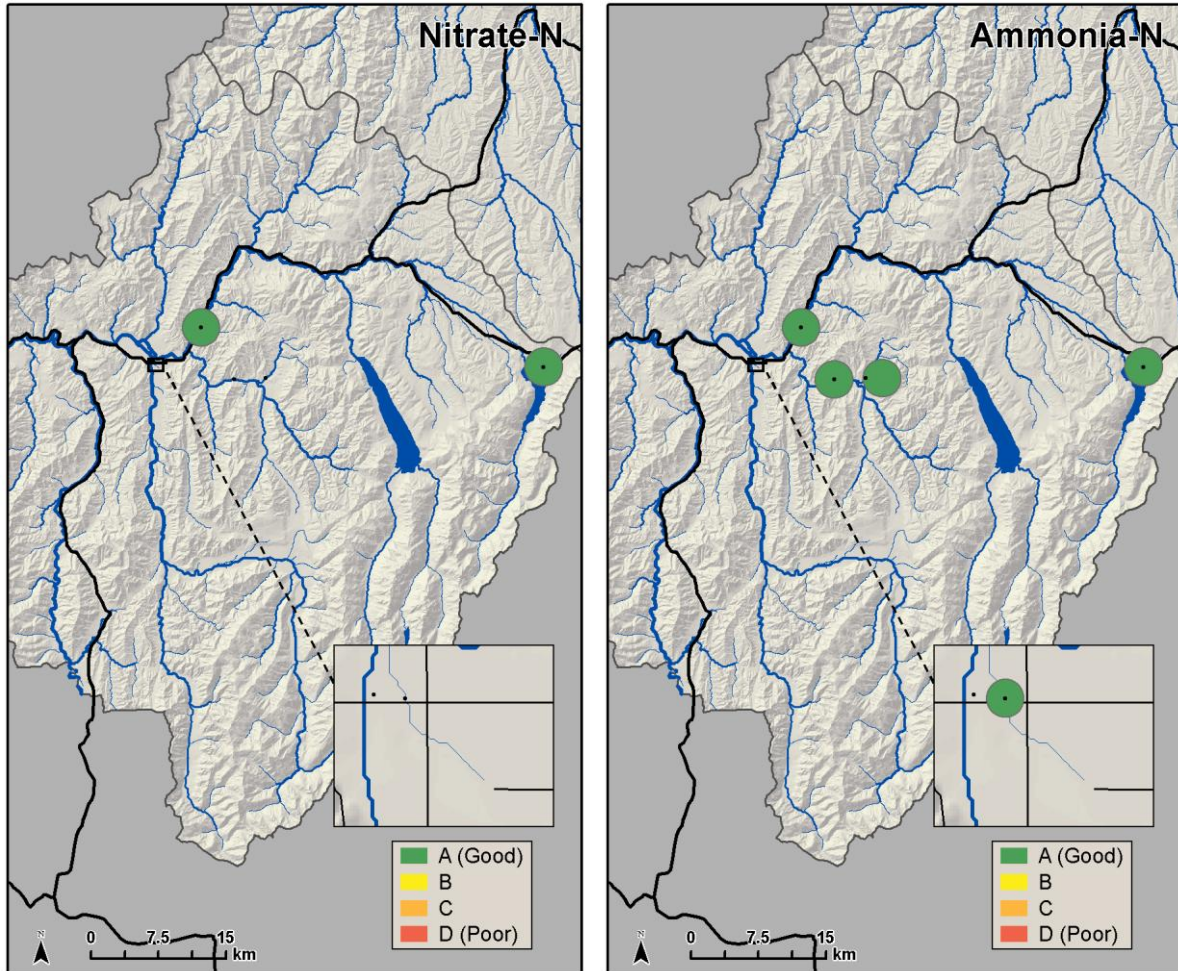 Nitrate-N
A (Good)
B
C
D (Poor)
N
0 7.5 15
km
Ammonia-N
A (Good)
B
C
D (Poor)
N
0 7.5 15
km